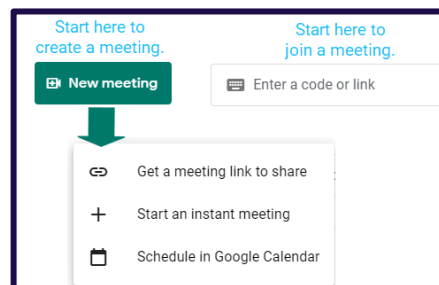 Start here to
create a meeting.
Start here to
join a meeting.
New meeting
Enter a code or link
Get a meeting link to share
Start an instant meeting
Schedule in Google Calendar